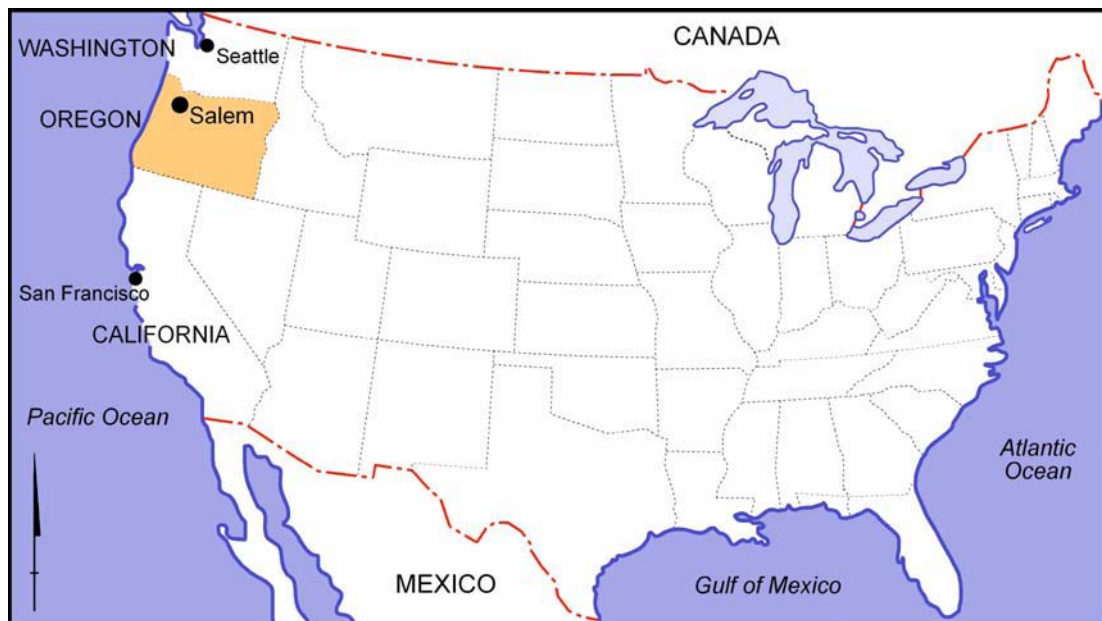 CANADA
WASHINGTON
Seattle
OREGON
Salem
San Francisco
CALIFORNIA
Pacific Ocean
Atlantic
Ocean
MEXICO
Gulf of Mexico